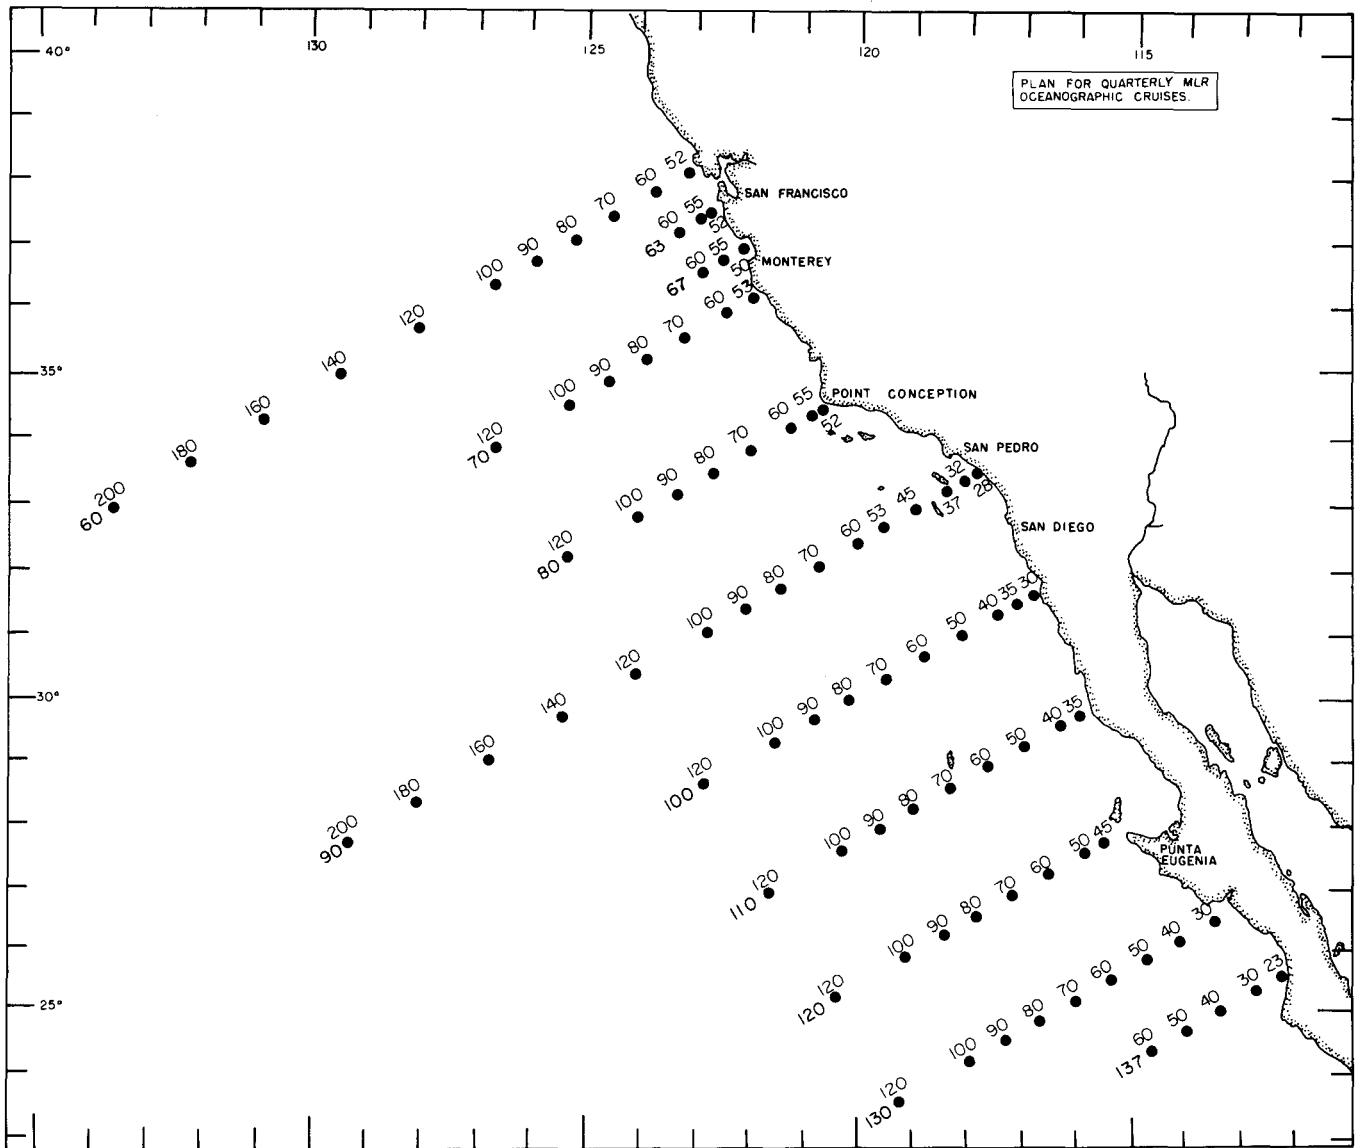 40°
130
125
120
115
PLAN FOR QUARTERLY MLR
OCEANOGRAPHIC CRUISES.
SAN FRANCISCO
MONTEREY
35°
POINT CONCEPTION
SAN PEDRO
SAN DIEGO
30°
PUNTA
EUGENIA
25°
60 200 180 160 140 120 100 90 80 70 60 52
63 60 55 52
67 60 55 50
70 120 100 90 80 70 60 53
80 120 100 90 80 70 60 55 52
90 200 180 160 140 120 100 90 80 70 60 53 45 37 32 28
100 120 100 90 80 70 60 50 40 35 30
110 120 100 90 80 70 60 50 40 35
120 120 100 90 80 70 60 50 45
130 120 100 90 80 70 60 50 40 30
137 60 50 40 30 23